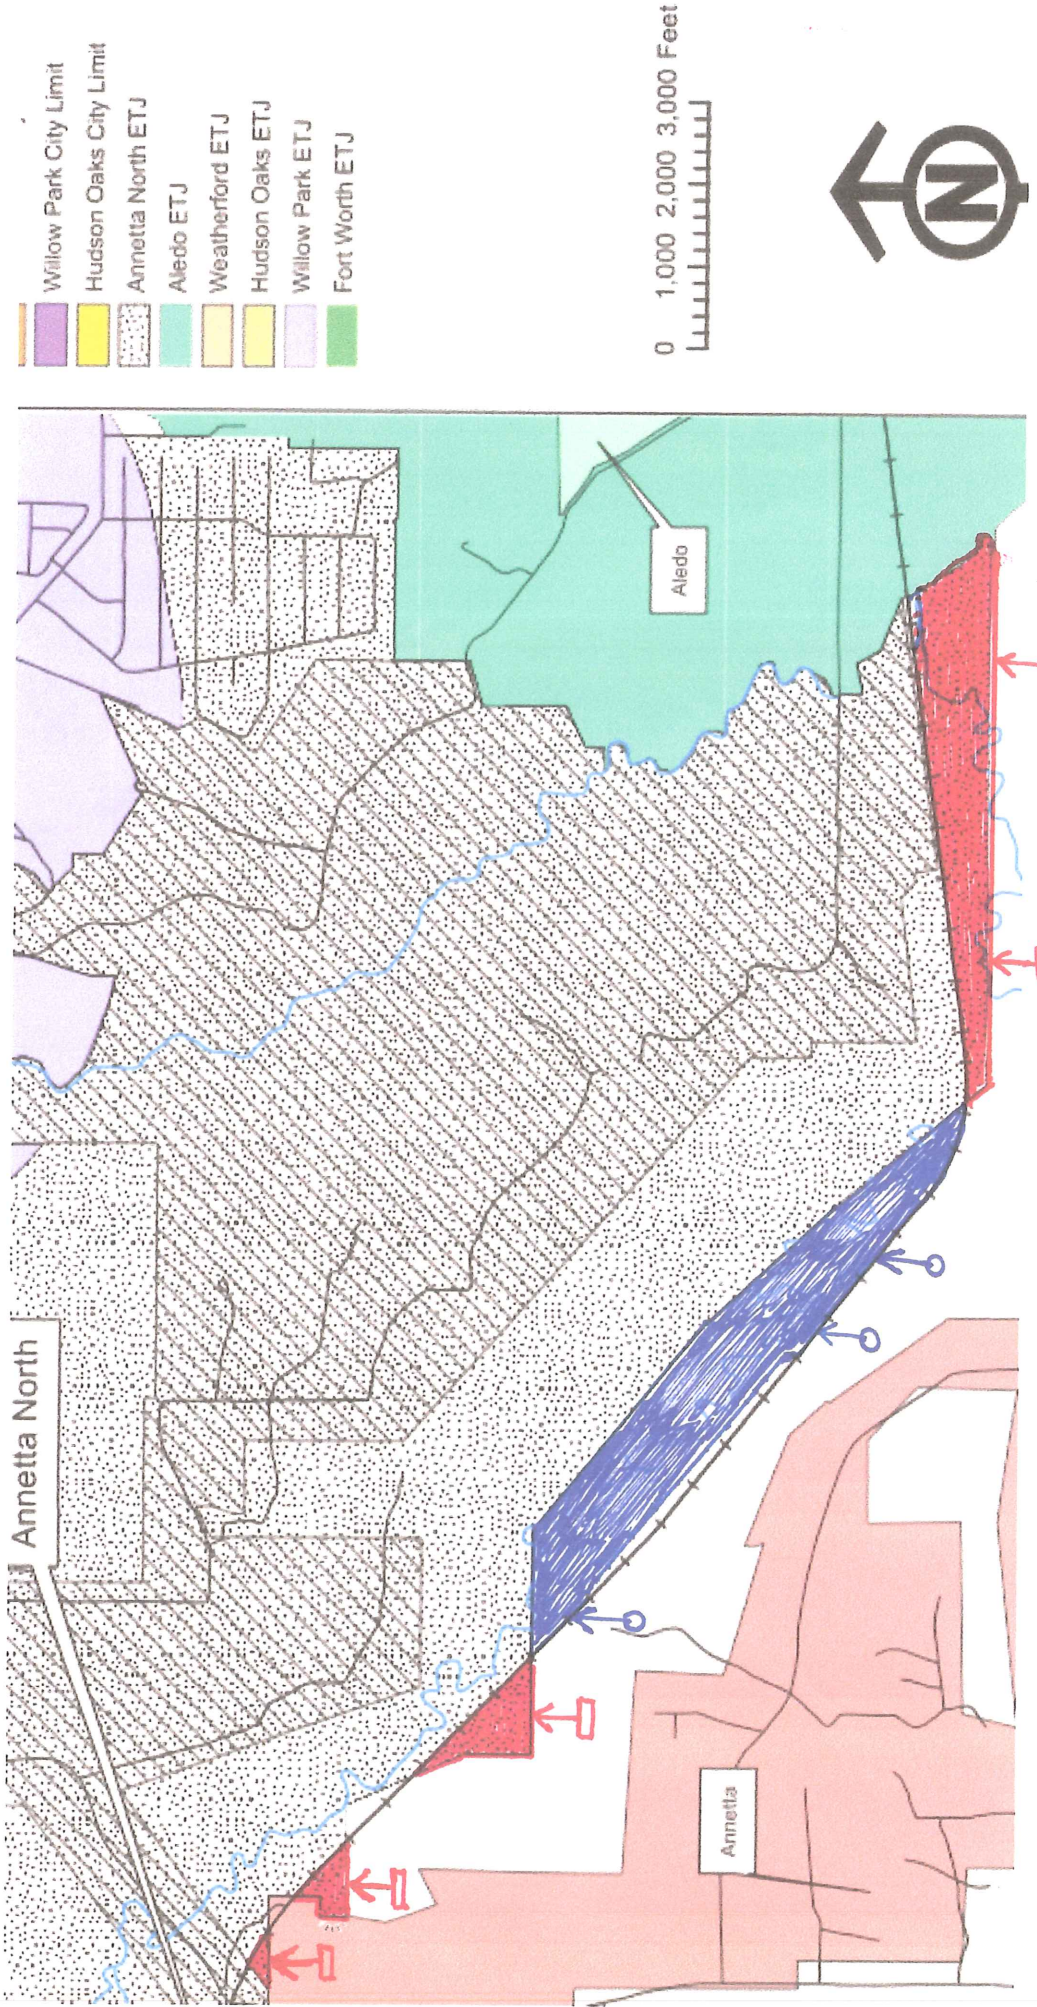 Willow Park City Limit
Hudson Oaks City Limit
Annetta North ETJ
Aledo ETJ
Weatherford ETJ
Hudson Oaks ETJ
Willow Park ETJ
Fort Worth ETJ
0 1,000 2,000 3,000 Feet
N
Annetta North
Aledo
Annetta